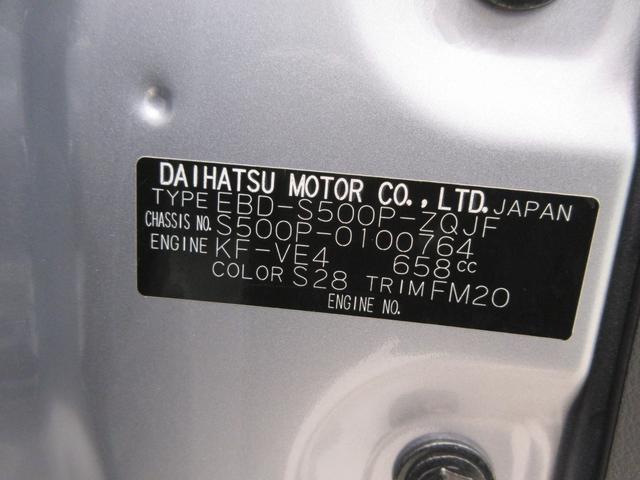 DAIHATSU MOTOR CO., LTD. JAPAN
TYPE EBD-S500P-ZQJF
CHASSIS NO. S500P-0100764
ENGINE KF-VE4 658cc
COLOR S28 TRIM FM20
ENGINE NO.